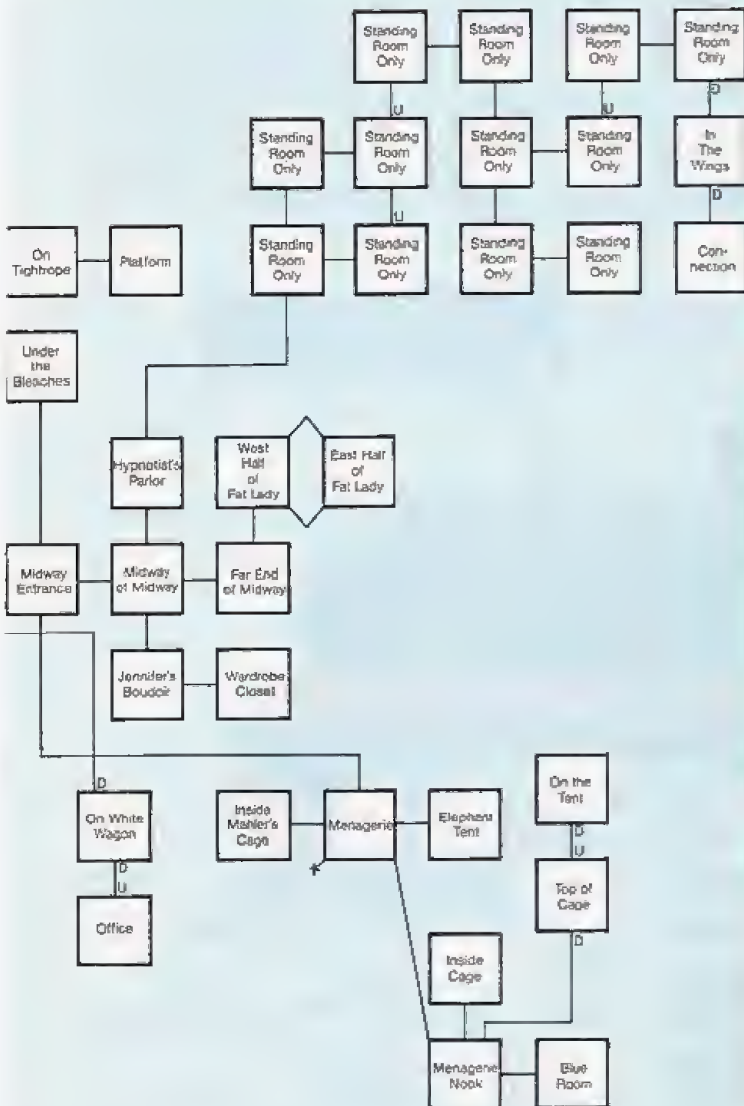 Standing
Room
Only
Standing
Room
Only
Standing
Room
Only
Standing
Room
Only
D
U
U
Standing
Room
Only
Standing
Room
Only
Standing
Room
Only
Standing
Room
Only
In
The
Wings
U
D
On
Tightrope
Platform
Standing
Room
Only
Standing
Room
Only
Standing
Room
Only
Standing
Room
Only
Con-
nection
Under
the
Bleaches
Hypnotist's
Parlor
West
Half
of
Fat Lady
East Half
of
Fat Lady
Midway
Entrance
Midway
of Midway
Far End
of Midway
Jennifer's
Boudoir
Wardrobe
Closet
D
On White
Wagon
Inside
Mahler's
Cage
Menagerie
Elephant
Tent
On the
Tent
D
U
D
U
Office
Top of
Cage
D
Inside
Cage
Menagerie
Nook
Blue
Room